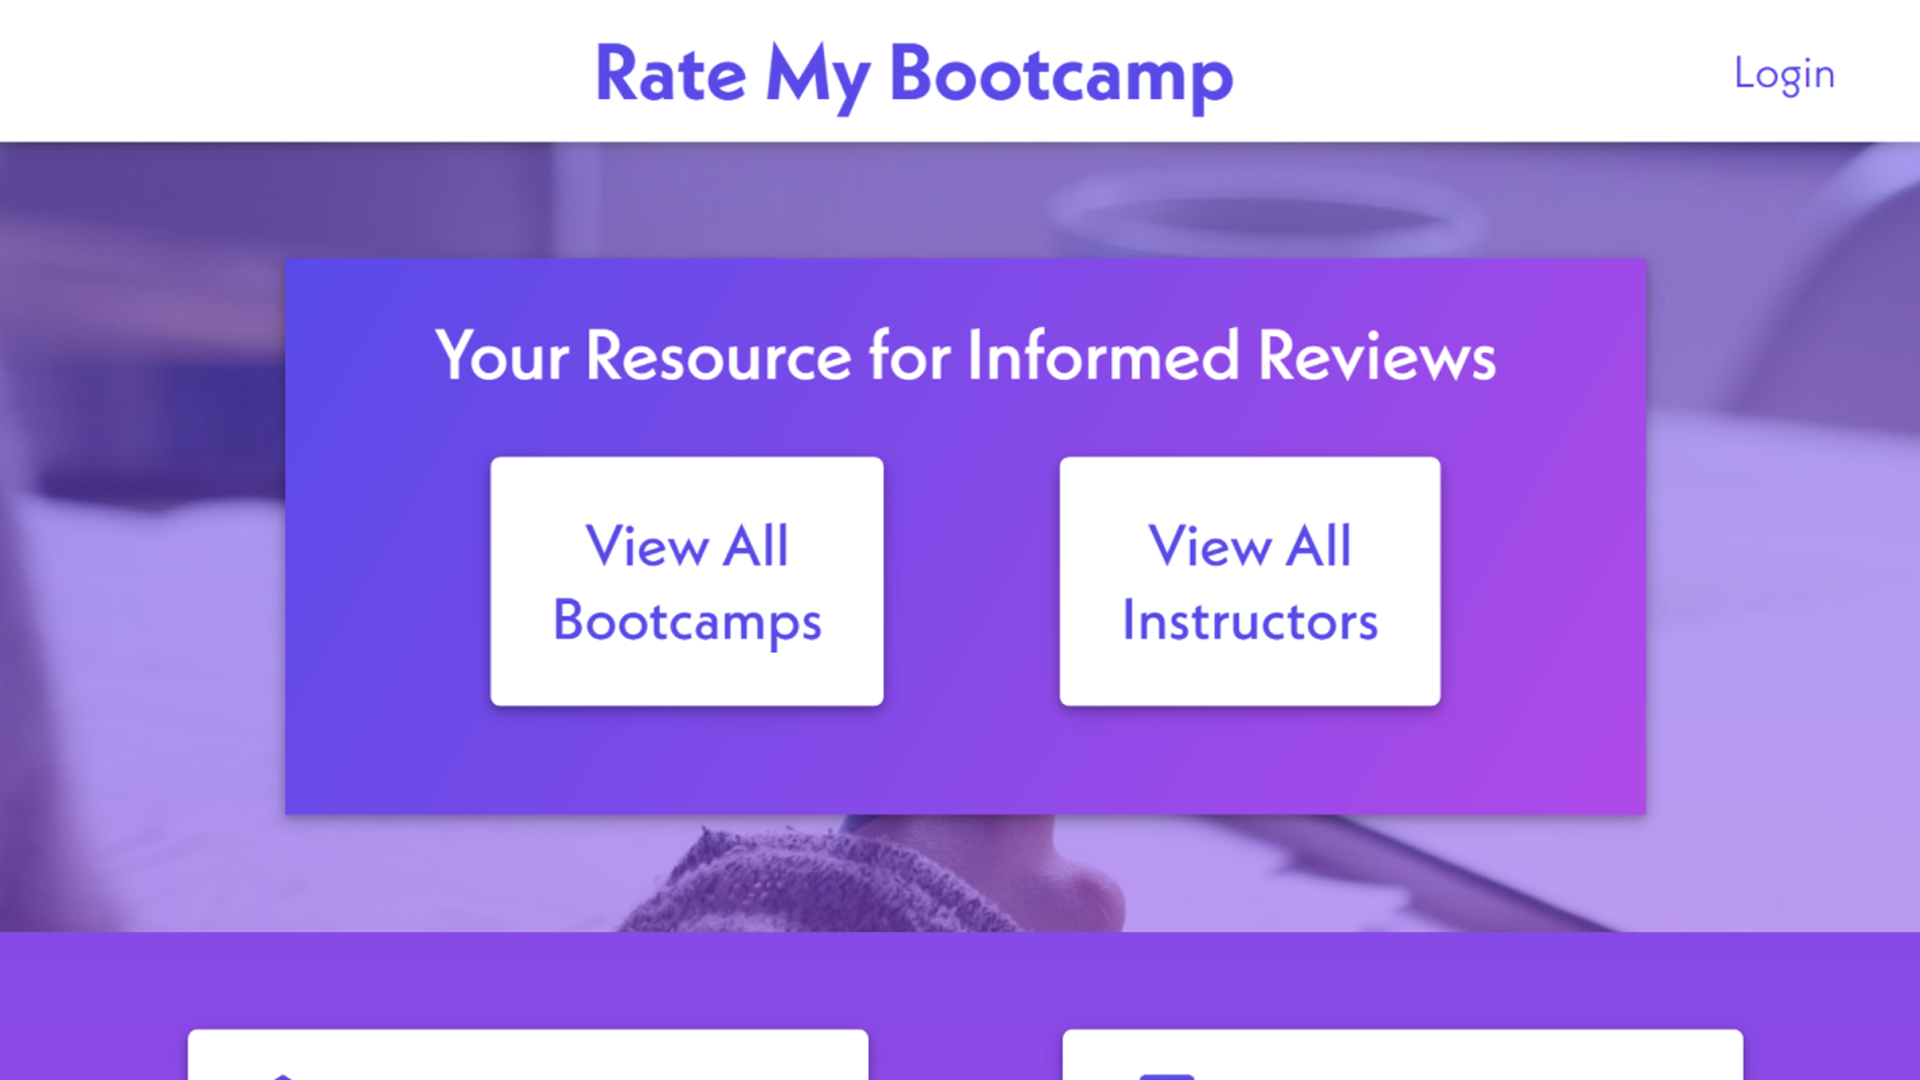 Rate My Bootcamp
Login
Your Resource for Informed Reviews
View All
Bootcamps
View All
Instructors